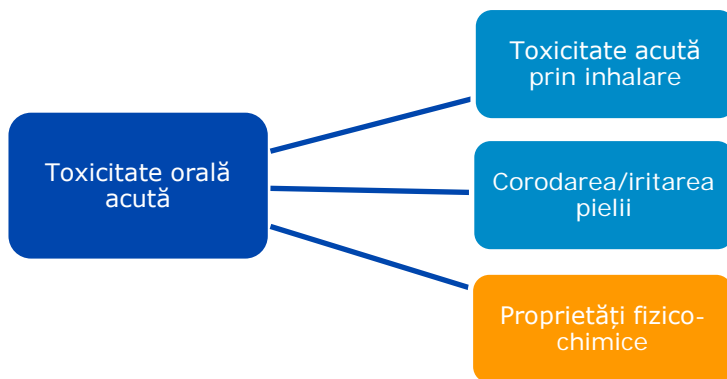 Toxicitate acută
prin inhalare
Toxicitate orală
acută
Corodarea/iritarea
pielii
Proprietăți fizico-
chimice